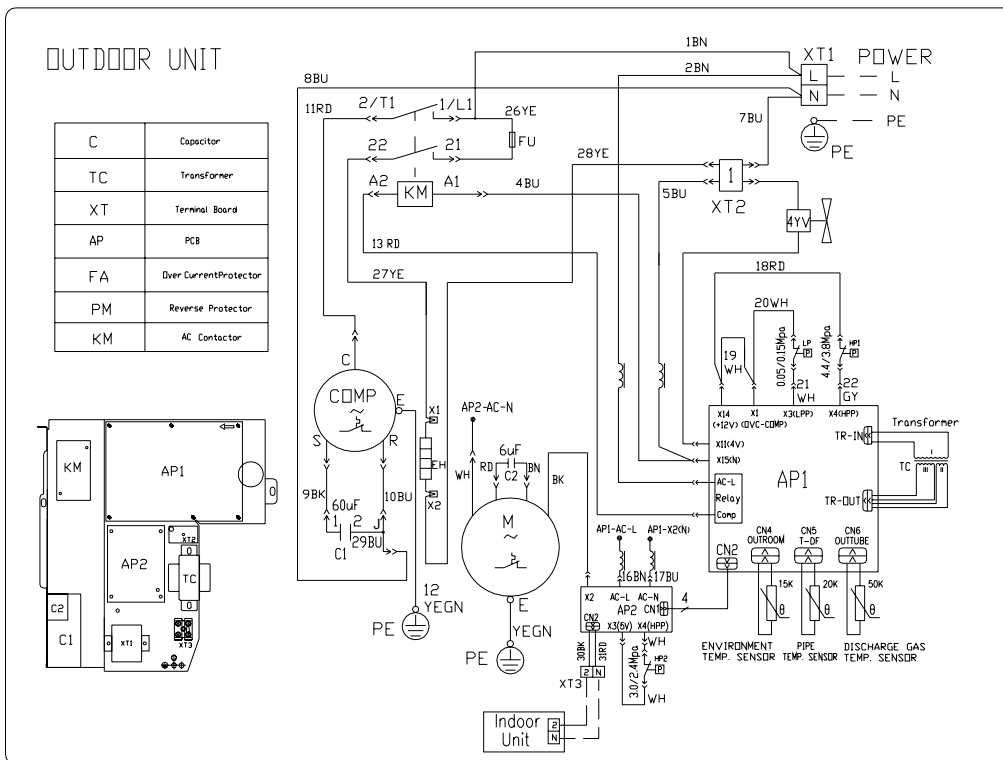 OUTDOOR UNIT
C Capacitor
TC Transformer
XT Terminal Board
AP PCB
FA Over CurrentProtector
PM Reverse Protector
KM AC Contactor
1BN
XT1 POWER
8BU
2BN
L L
N N
11RD
2/T1 1/L1
26YE
FU
7BU
PE
PE
22 21
28YE
1
XT2
A2 KM A1
4BU
5BU
4YV
13 RD
27YE
18RD
20WH
0.05/0.15Mpa
LP
P
4.4/3.8Mpa
HP1
P
19
WH
21
WH
22
GY
C
COMP
E
S R
X1
EH
X2
AP2-AC-N
WH
RD
6uF
C2
BN
BK
X14
(+12V)
X1
(OVC-COMP)
X3(LPP)
X4(HPP)
X11(4V)
X15(N)
AC-L
Relay
Comp
AP1
TR-IN
TR-OUT
Transformer
TC
I
III
II
9BK
60uF
10BU
1 2
J
C1
29BU
M
E
12
YEGN
PE
YEGN
PE
AP1-AC-L AP1-X2(N)
16BN 17BU
X2
AC-L AC-N
AP2
CN1
CN2
X3(5V) X4(HPP)
4
CN2
CN4
OUTROOM
CN5
T-DF
CN6
OUTTUBE
15K
θ
20K
θ
50K
θ
ENVIRONMENT
TEMP. SENSOR
PIPE
TEMP. SENSOR
DISCHARGE GAS
TEMP. SENSOR
30BK
31RD
XT3
2 N
WH
3.0/2.4Mpa
HP2
P
WH
Indoor
Unit
2
N
KM
AP1
AP2
XT2
TC
C2
C1
XT1
XT3